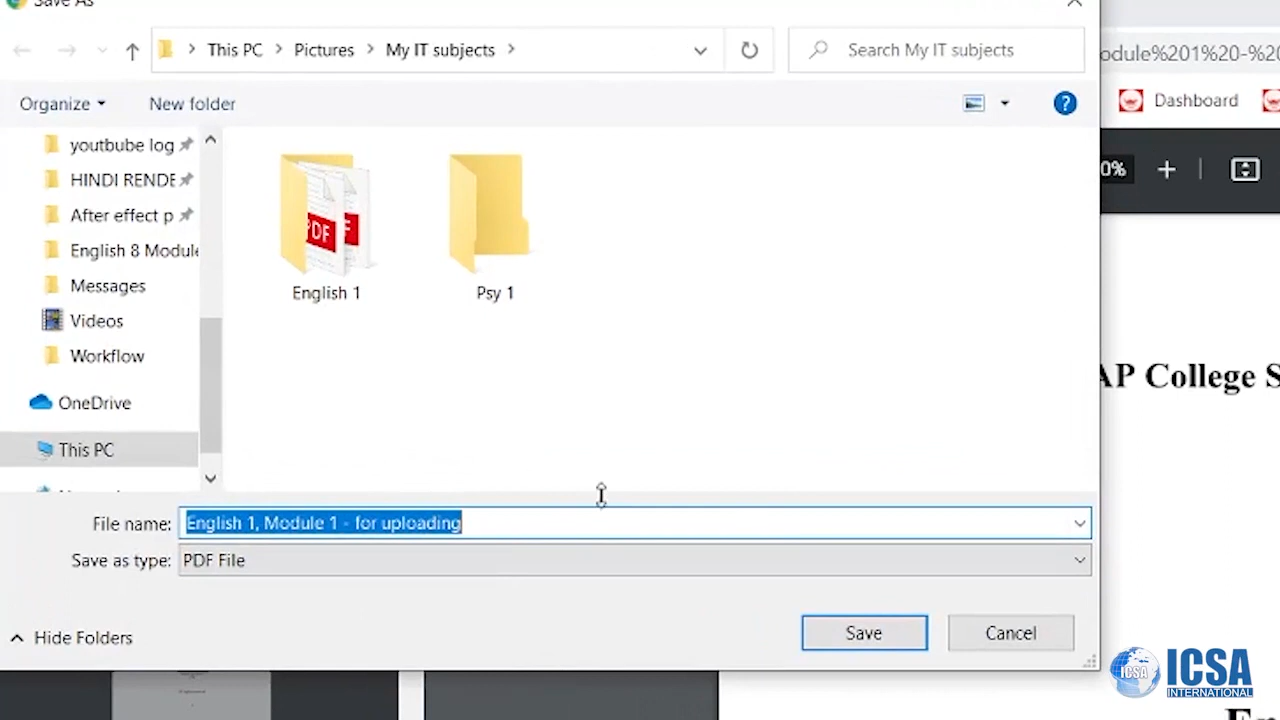 Save As
This PC > Pictures > My IT subjects >
Search My IT subjects
odule%201%20-%20
Organize
New folder
Dashboard
0%
youtbube log
HINDI RENDE
After effect p
English 8 Module
Messages
Videos
Workflow
OneDrive
This PC
PDF
English 1
Psy 1
AP College S
File name: English 1, Module 1 - for uploading
Save as type: PDF File
Hide Folders
Save
Cancel
ICSA
ICSA
INTERNATIONAL